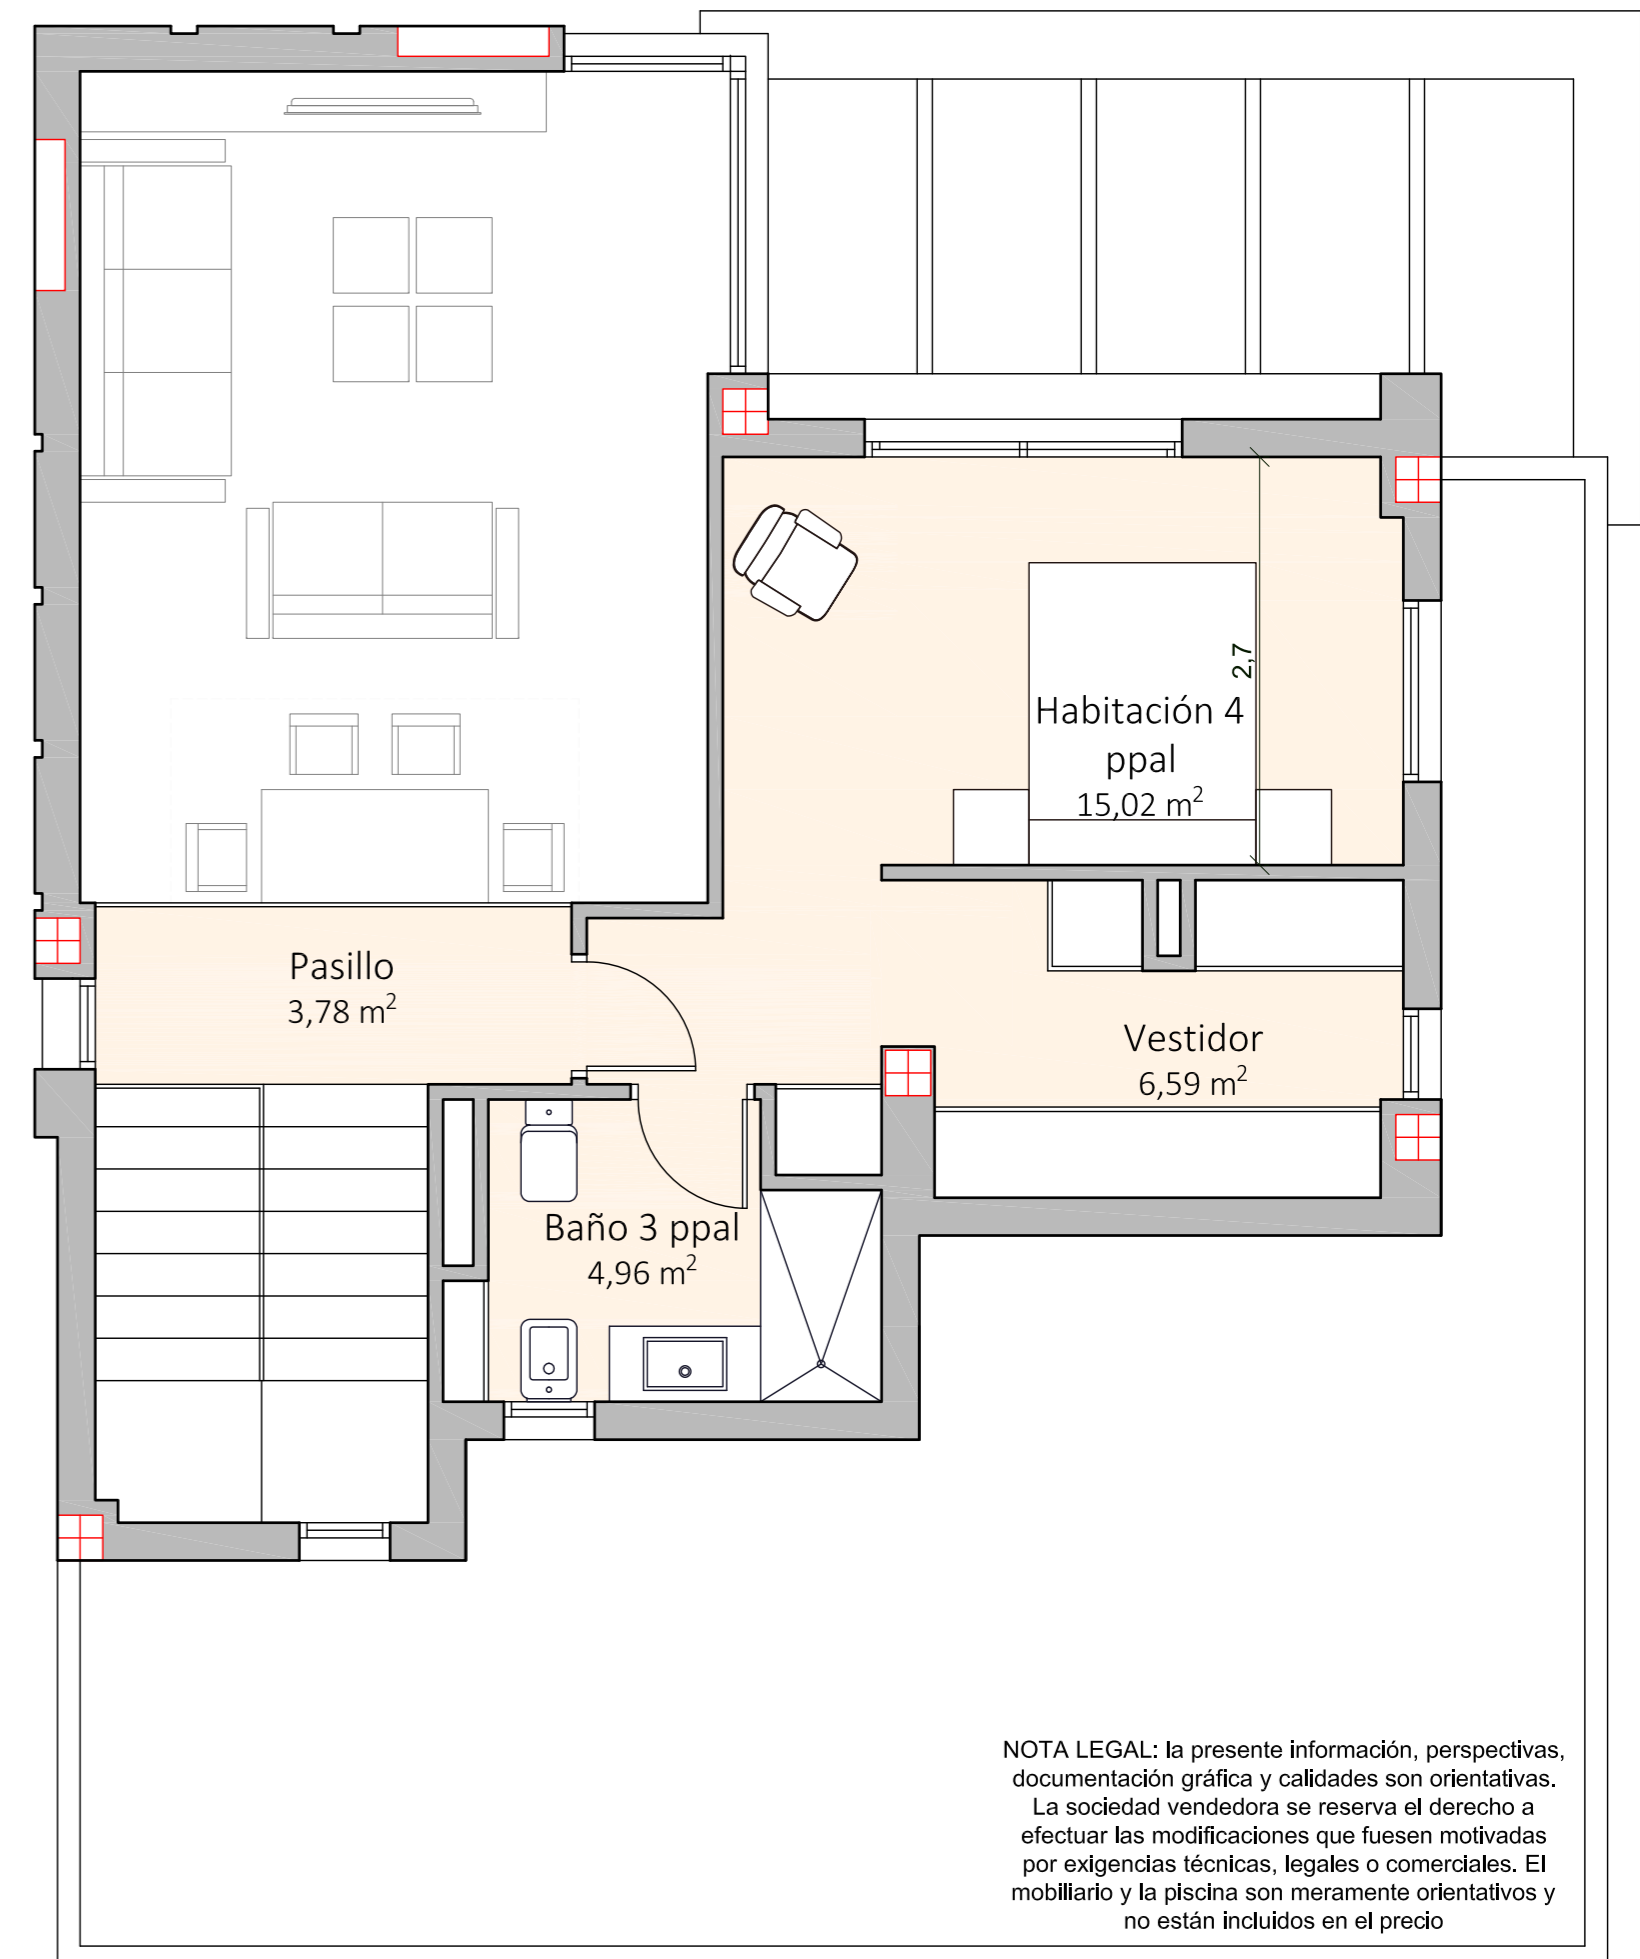 2,7
Habitación 4
ppal
15,02 m²
Pasillo
3,78 m²
Vestidor
6,59 m²
Baño 3 ppal
4,96 m²
NOTA LEGAL: la presente información, perspectivas,
documentación gráfica y calidades son orientativas.
La sociedad vendedora se reserva el derecho a
efectuar las modificaciones que fuesen motivadas
por exigencias técnicas, legales o comerciales. El
mobiliario y la piscina son meramente orientativos y
no están incluidos en el precio